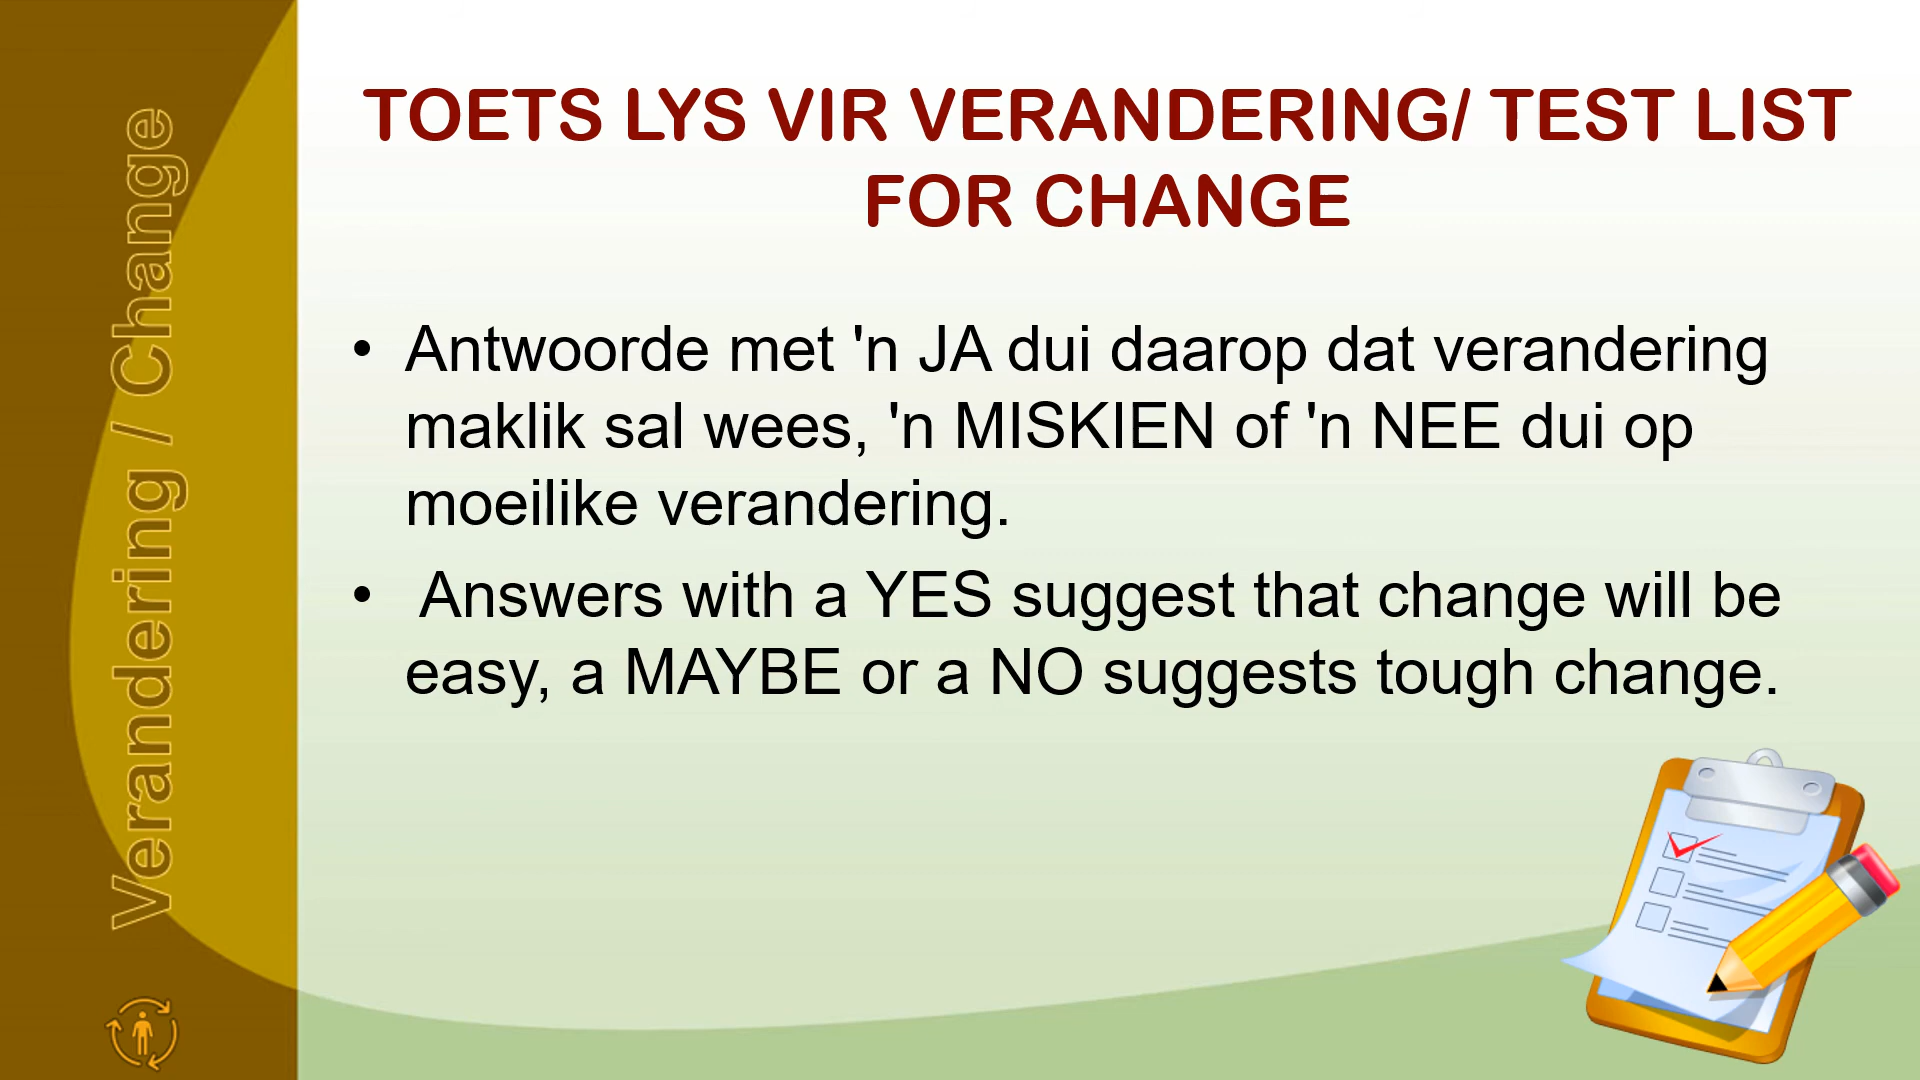 Verandering / Change
TOETS LYS VIR VERANDERING/ TEST LIST
FOR CHANGE
• Antwoorde met 'n JA dui daarop dat verandering
maklik sal wees, 'n MISKIEN of 'n NEE dui op
moeilike verandering.
• Answers with a YES suggest that change will be
easy, a MAYBE or a NO suggests tough change.